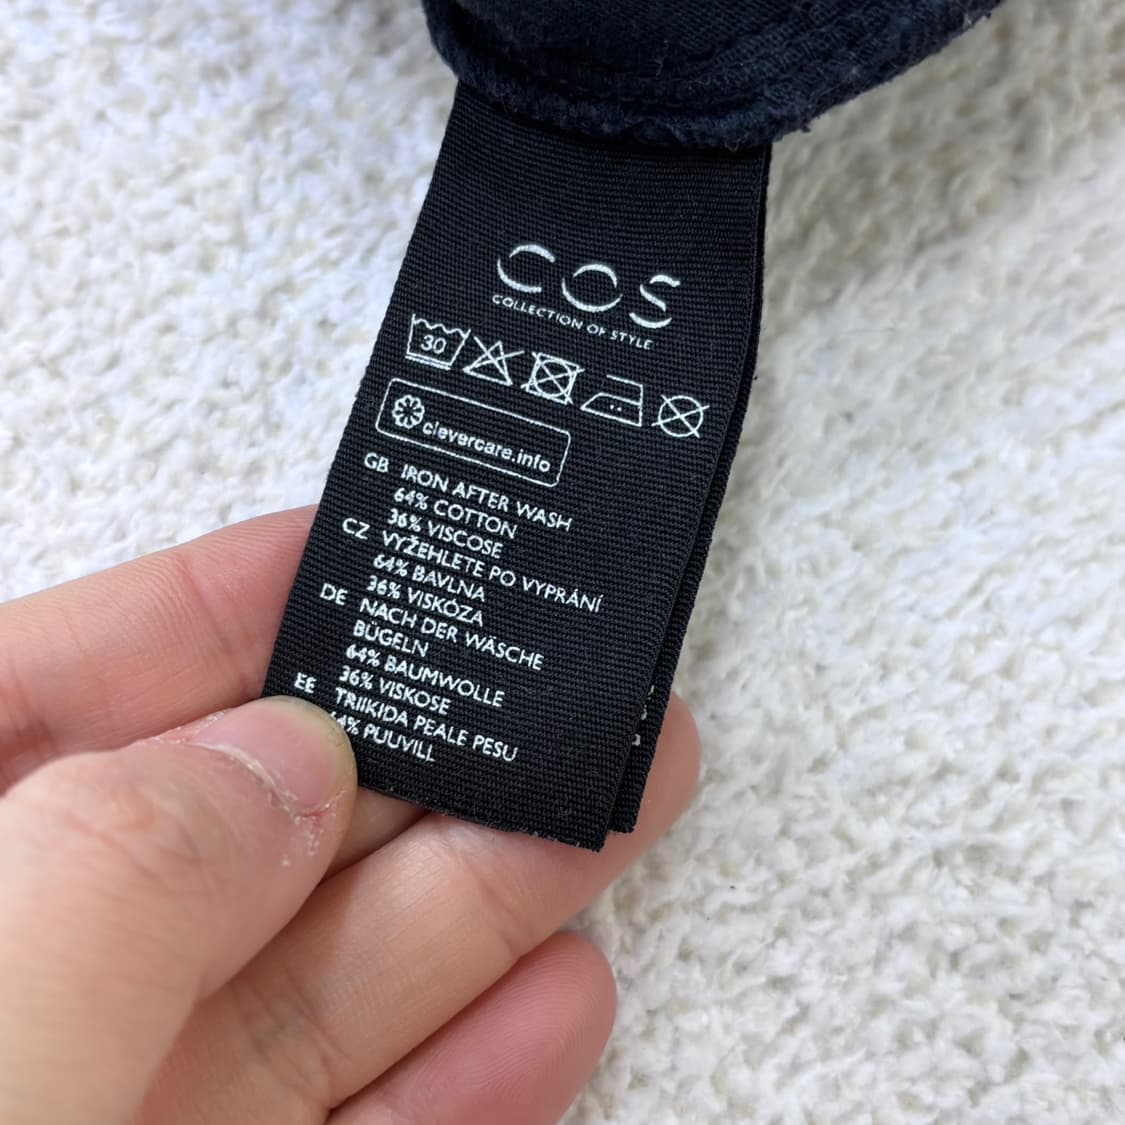 COS
COLLECTION OF STYLE
30
clevercare.info
GB IRON AFTER WASH
64% COTTON
36% VISCOSE
CZ VYŽEHLETE PO VYPRÁNÍ
64% BAVLNA
36% VISKÓZA
DE NACH DER WÄSCHE
BÜGELN
64% BAUMWOLLE
36% VISKOSE
EE TRIIKIDA PEALE PESU
PUUVILL